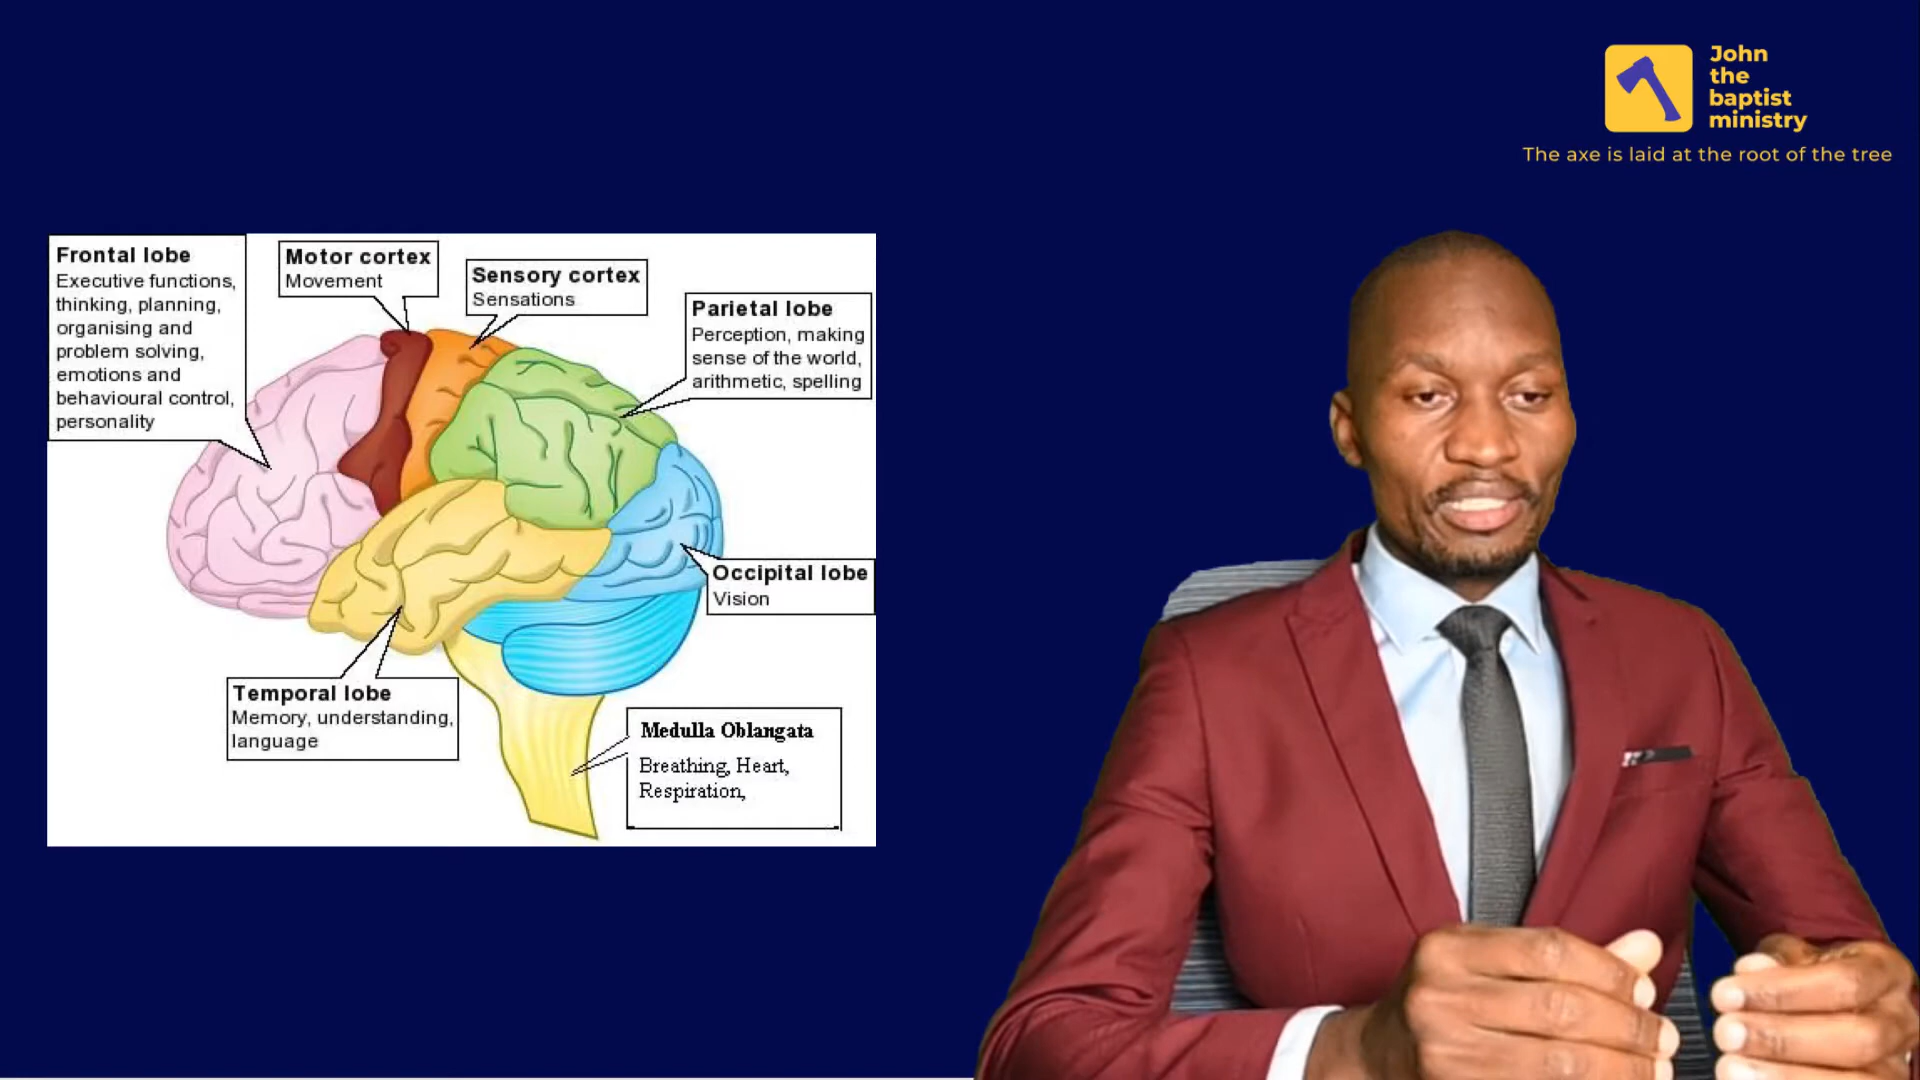 John
the
baptist
ministry
The axe is laid at the root of the tree
Frontal lobe
Executive functions,
thinking, planning,
organising and
problem solving,
emotions and
behavioural control,
personality
Motor cortex
Movement
Sensory cortex
Sensations
Parietal lobe
Perception, making
sense of the world,
arithmetic, spelling
Occipital lobe
Vision
Temporal lobe
Memory, understanding,
language
Medulla Oblangata
Breathing, Heart,
Respiration,